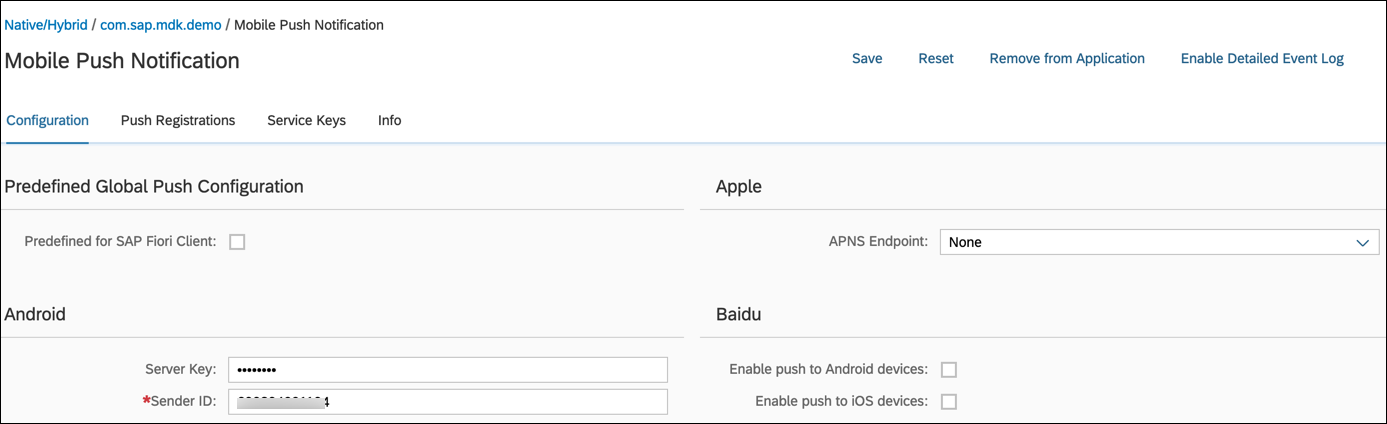 Native/Hybrid / com.sap.mdk.demo / Mobile Push Notification
Mobile Push Notification
Save Reset Remove from Application Enable Detailed Event Log
Configuration Push Registrations Service Keys Info
Predefined Global Push Configuration
Predefined for SAP Fiori Client:
Apple
APNS Endpoint: None
Android
Server Key: ••••••••
*Sender ID:
Baidu
Enable push to Android devices:
Enable push to iOS devices: